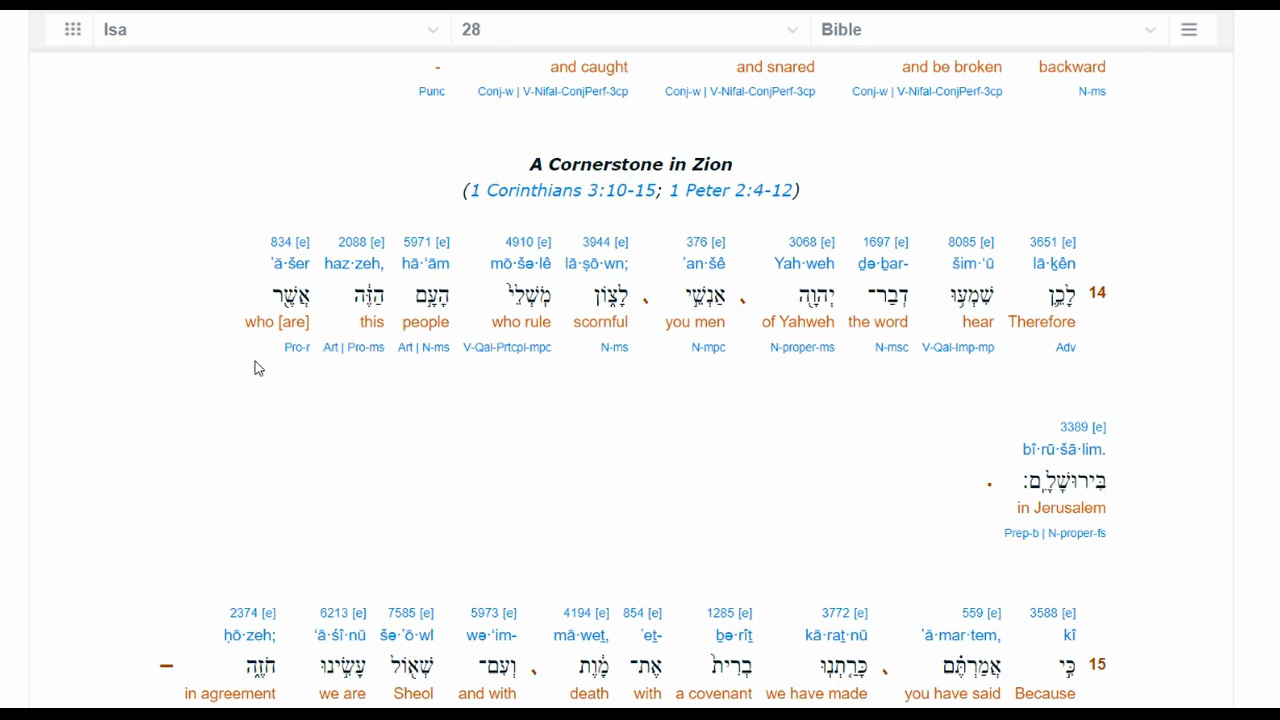 Isa 28 Bible
- and caught and snared and be broken backward
Punc Conj-w | V-Nifal-ConjPerf-3cp Conj-w | V-Nifal-ConjPerf-3cp Conj-w | V-Nifal-ConjPerf-3cp N-ms
A Cornerstone in Zion
(1 Corinthians 3:10-15; 1 Peter 2:4-12)
834 [e] 2088 [e] 5971 [e] 4910 [e] 3944 [e] 376 [e] 3068 [e] 1697 [e] 8085 [e] 3651 [e]
’ă·šer haz·zeh, hā·‘ām mō·šə·lê lā·ṣō·wn; ’an·šê Yah·weh ḏə·ḇar- šim·‘ū lā·ḵên
14 לָכֵ֛ן שִׁמְע֥וּ דְבַר־ יְהוָ֖ה 、 אַנְשֵׁ֣י 、 לָצ֑וֹן מֹֽשְׁלֵי֙ הָעָ֣ם הַזֶּ֔ה אֲשֶׁ֖ר
who [are] this people who rule scornful you men of Yahweh the word hear Therefore
Pro-r Art | Pro-ms Art | N-ms V-Qal-Prtcpl-mpc N-ms N-mpc N-proper-ms N-msc V-Qal-Imp-mp Adv
3389 [e]
bî·rū·šā·lim.
בִּירוּשָׁלִָֽם׃ .
in Jerusalem
Prep-b | N-proper-fs
2374 [e] 6213 [e] 7585 [e] 5973 [e] 4194 [e] 854 [e] 1285 [e] 3772 [e] 559 [e] 3588 [e]
ḥō·zeh; ‘ā·śî·nū šə·’ō·wl wə·‘im- mā·weṯ, ’eṯ- ḇə·rîṯ kā·raṯ·nū ’ă·mar·tem, kî
15 כִּ֣י אֲמַרְתֶּ֗ם 、 כָּרַ֤תְנֽוּ בְרִית֙ אֶת־ מָ֔וֶת 、 וְעִם־ שְׁא֖וֹל עָשִׂ֣ינוּ חֹזֶ֑ה –
in agreement we are Sheol and with death with a covenant we have made you have said Because